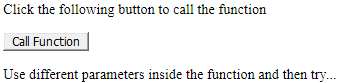 Click the following button to call the function
Call Function
Use different parameters inside the function and then try...